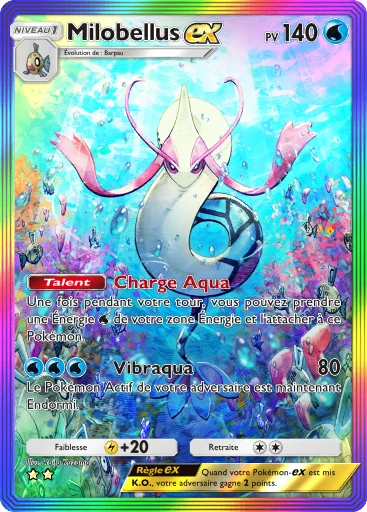 NIVEAU 1 Milobellus ex PV 140
Évolution de : Barpau
Talent Charge Aqua
Une fois pendant votre tour, vous pouvez prendre
une Énergie de votre zone Énergie et l'attacher à ce
Pokémon.
Vibraqua 80
Le Pokémon Actif de votre adversaire est maintenant
Endormi.
Faiblesse +20 Retraite
Règle ex Quand votre Pokémon-ex est mis
K.O., votre adversaire gagne 2 points.